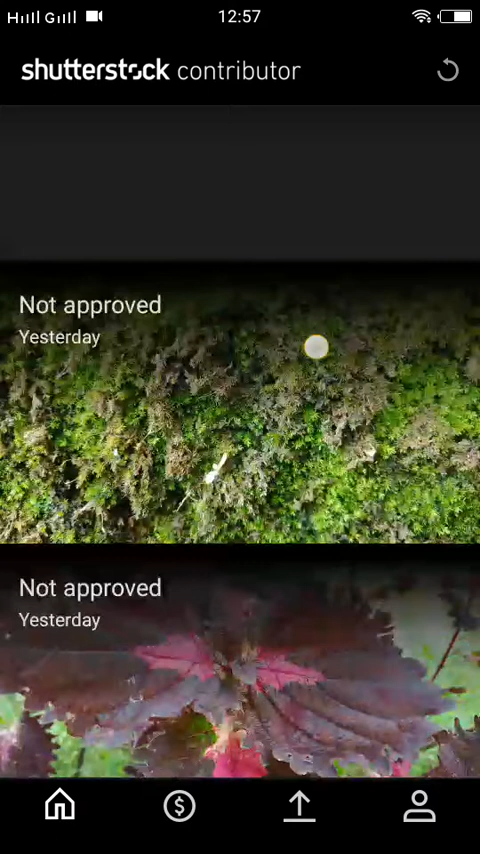 H G 12:57
shutterstock contributor
Not approved
Yesterday
Not approved
Yesterday